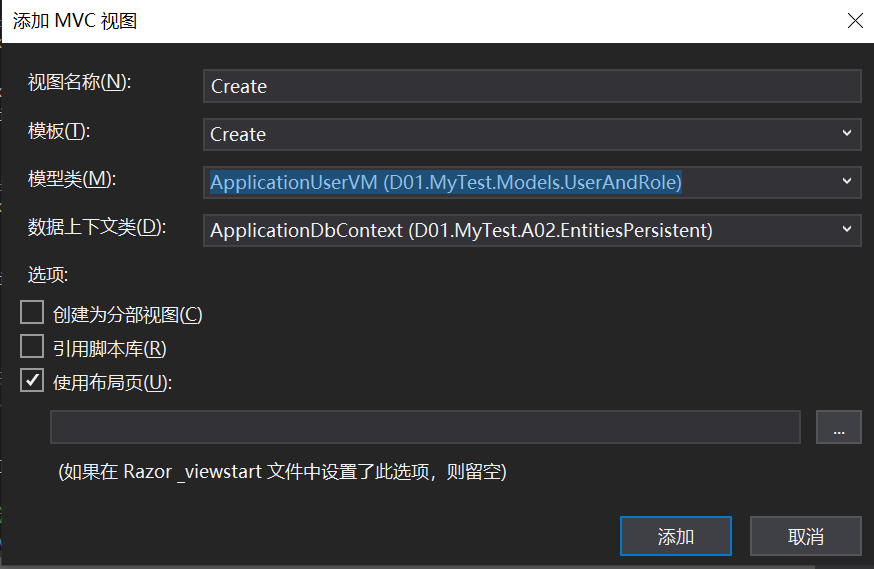 添加 MVC 视图
视图名称(N):
Create
模板(T):
Create
模型类(M):
ApplicationUserVM (D01.MyTest.Models.UserAndRole)
数据上下文类(D):
ApplicationDbContext (D01.MyTest.A02.EntitiesPersistent)
选项:
创建为分部视图(C)
引用脚本库(R)
使用布局页(U):
...
(如果在 Razor _viewstart 文件中设置了此选项，则留空)
添加
取消